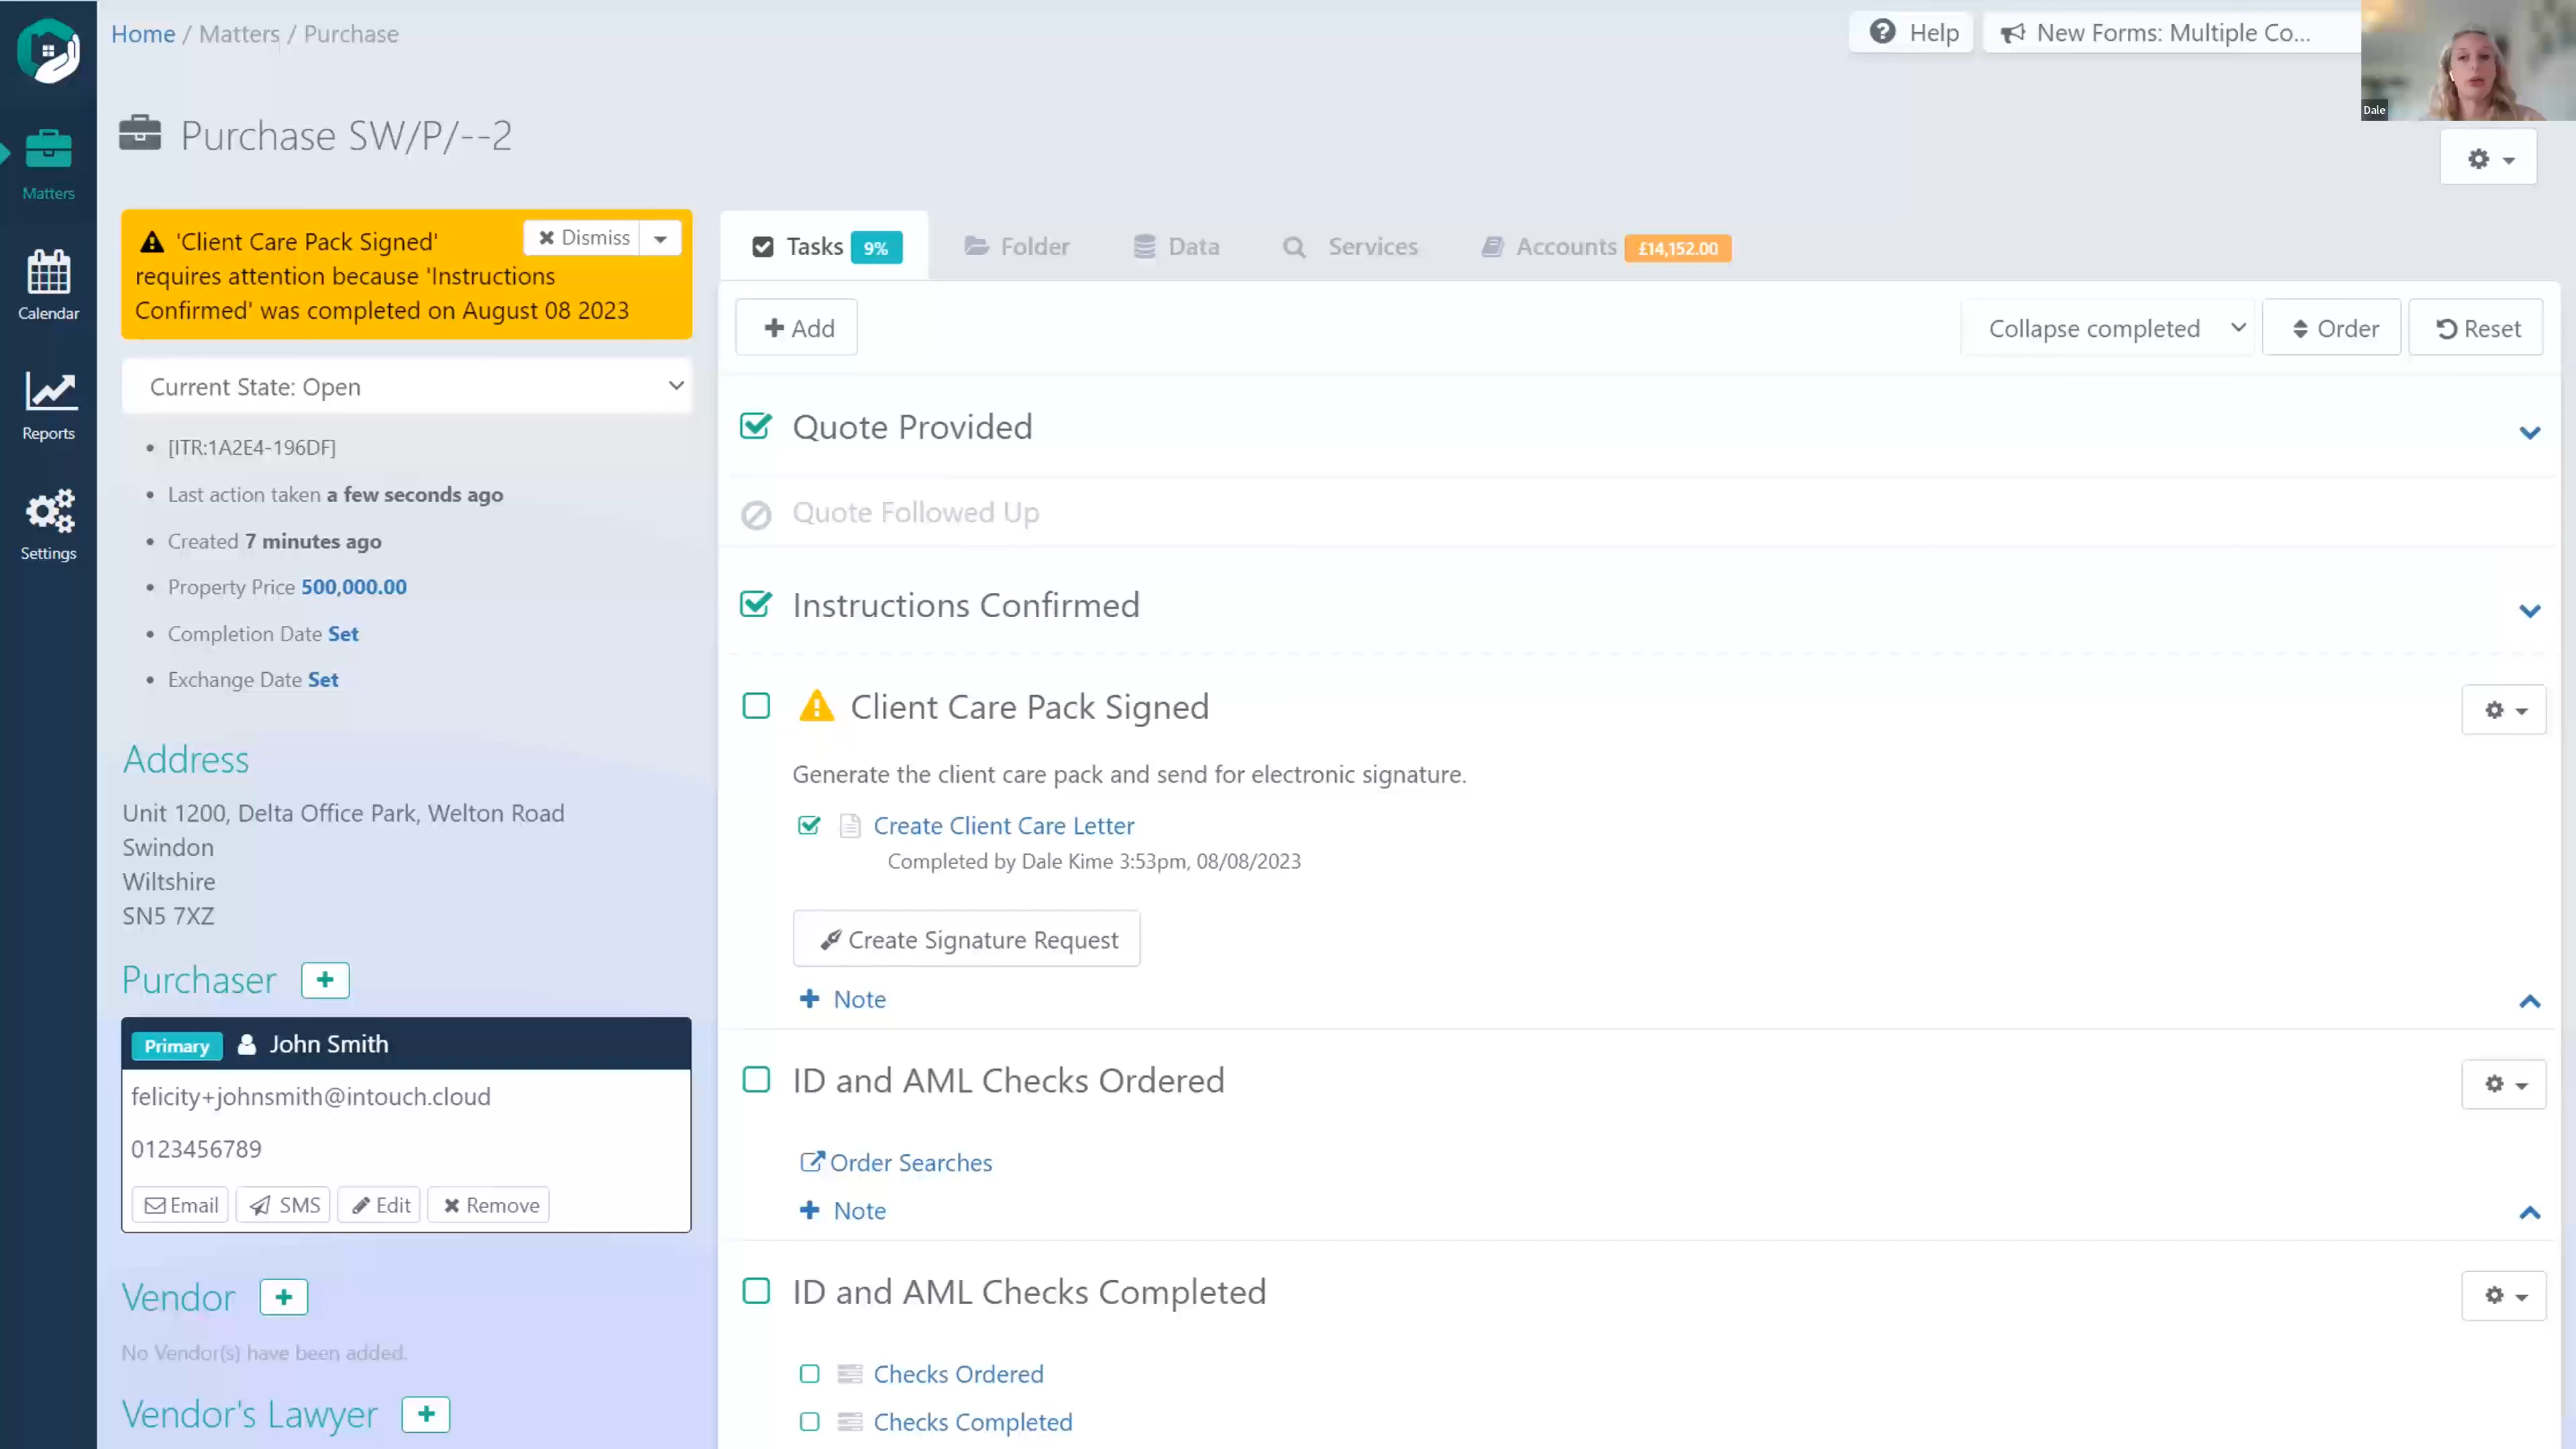 Home / Matters / Purchase
Help
New Forms: Multiple Co...
Dale
Matters
Calendar
Reports
Settings
Purchase SW/P/--2
'Client Care Pack Signed'
requires attention because 'Instructions
Confirmed' was completed on August 08 2023
Dismiss
Current State: Open
[ITR:1A2E4-196DF]
Last action taken a few seconds ago
Created 7 minutes ago
Property Price 500,000.00
Completion Date Set
Exchange Date Set
Address
Unit 1200, Delta Office Park, Welton Road
Swindon
Wiltshire
SN5 7XZ
Purchaser
Primary John Smith
felicity+johnsmith@intouch.cloud
0123456789
Email SMS Edit Remove
Vendor
No Vendor(s) have been added.
Vendor's Lawyer
Tasks 9% Folder Data Services Accounts £14,152.00
Add
Collapse completed Order Reset
Quote Provided
Quote Followed Up
Instructions Confirmed
Client Care Pack Signed
Generate the client care pack and send for electronic signature.
Create Client Care Letter
Completed by Dale Kime 3:53pm, 08/08/2023
Create Signature Request
Note
ID and AML Checks Ordered
Order Searches
Note
ID and AML Checks Completed
Checks Ordered
Checks Completed